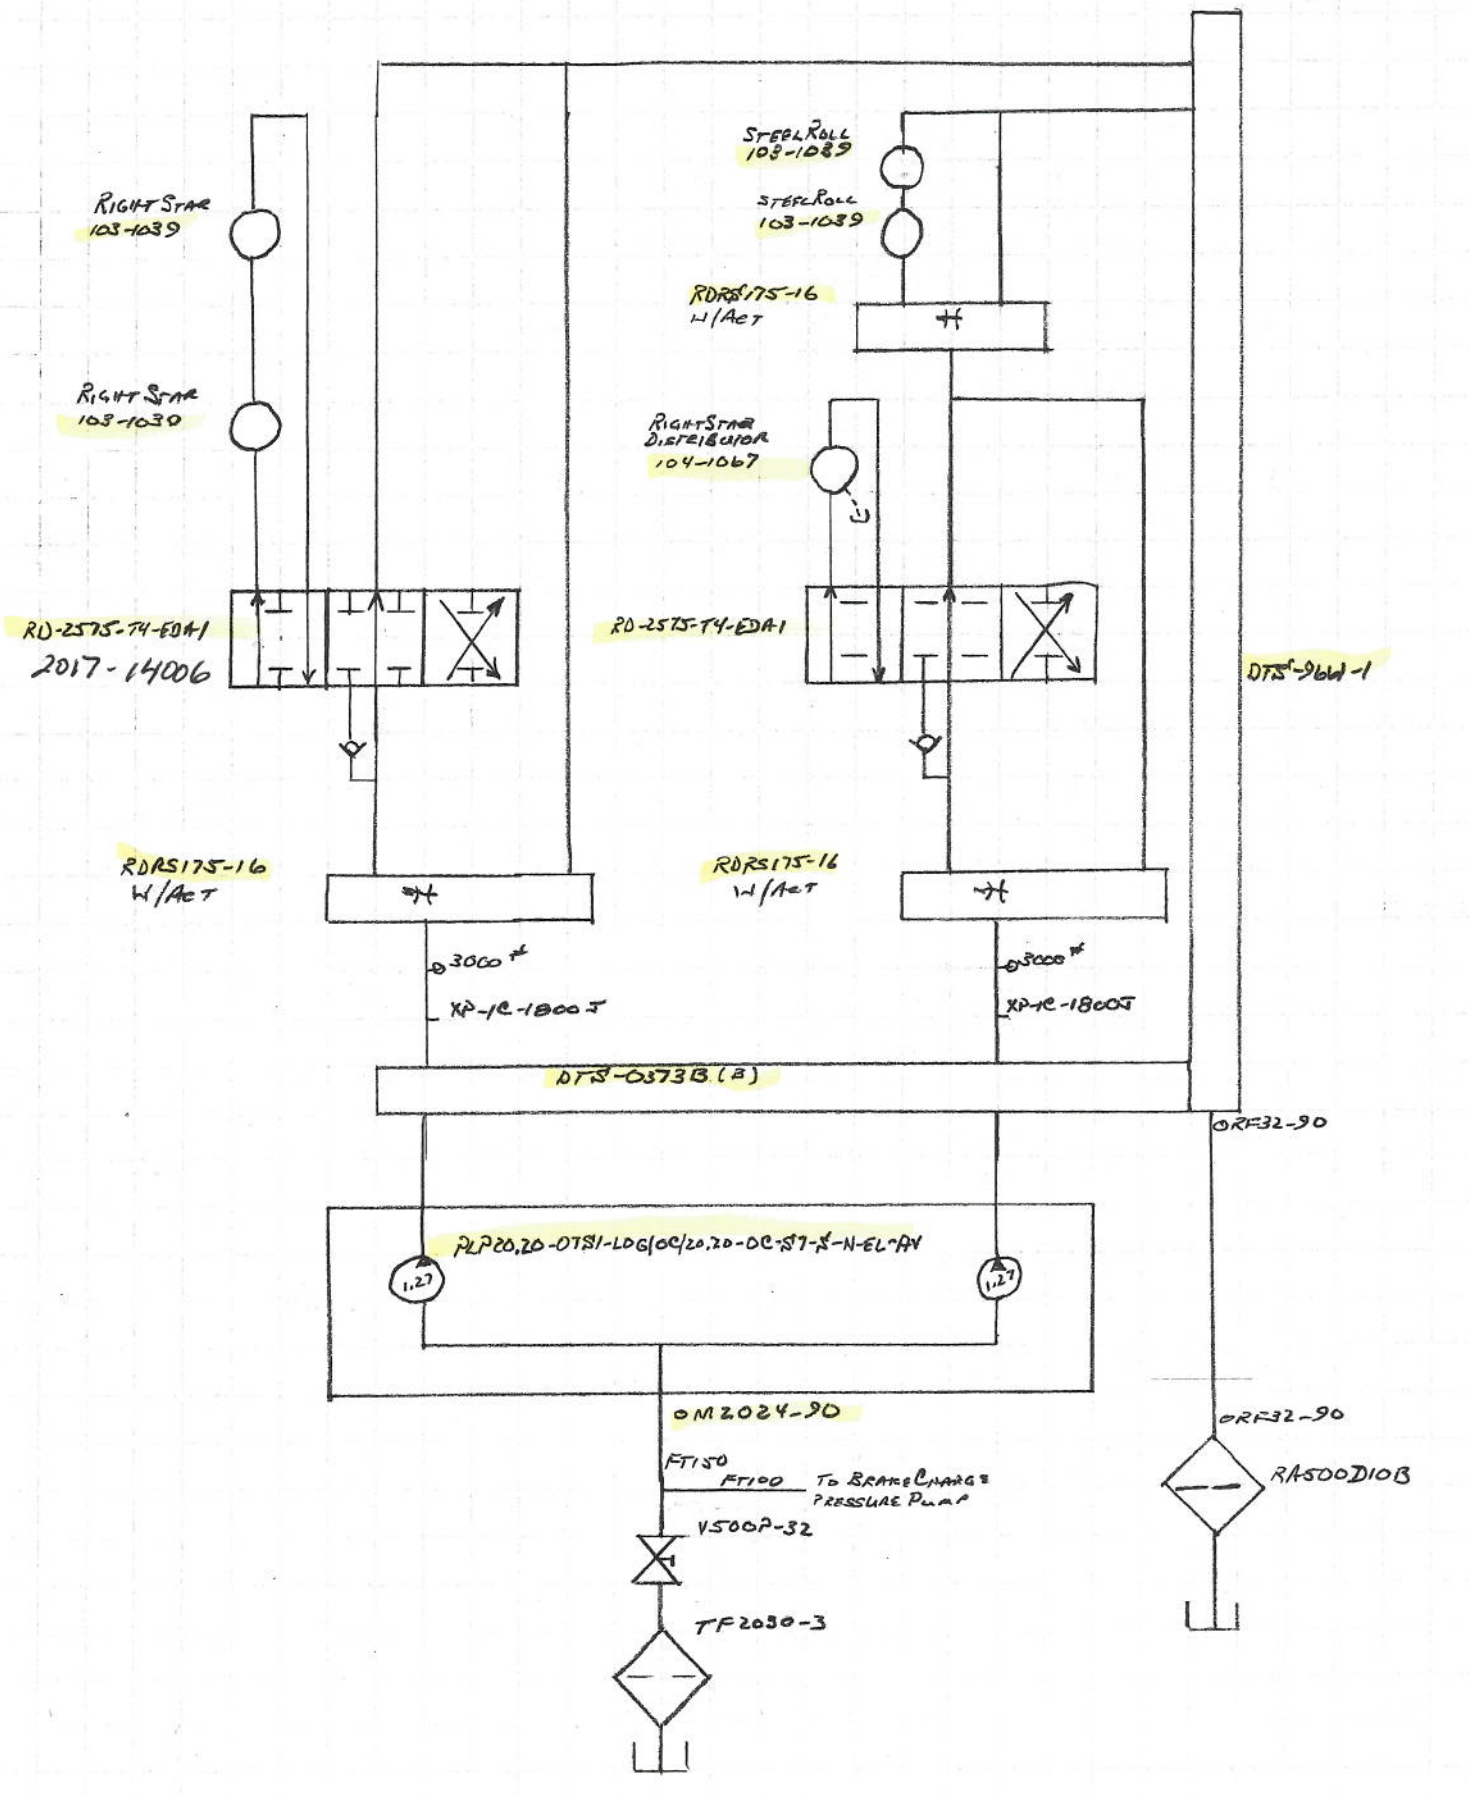 STEEL ROLL
103-1039
STEEL ROLL
103-1039
RIGHT STAR
103-1039
RDRS175-16
W/ACT
RIGHT STAR
103-1039
RIGHT STAR
DISTRIBUTOR
104-1067
RD-2575-T4-EDA1
2017-14006
RD-2575-T4-EDA1
DTS-9661-1
RDRS175-16
W/ACT
RDRS175-16
W/ACT
3000#
3000#
XP-1C-1800J
XP-1C-1800J
DTS-0373B(B)
ORF32-90
PLP20.20-07S1-LOG/OC/20.20-OC-S7-S-N-EL-AV
1.27
1.27
OM2024-90
ORF32-90
FT150
FT100
TO BRAKE CHARGE
PRESSURE PUMP
RA500D10B
V500P-32
TF2090-3